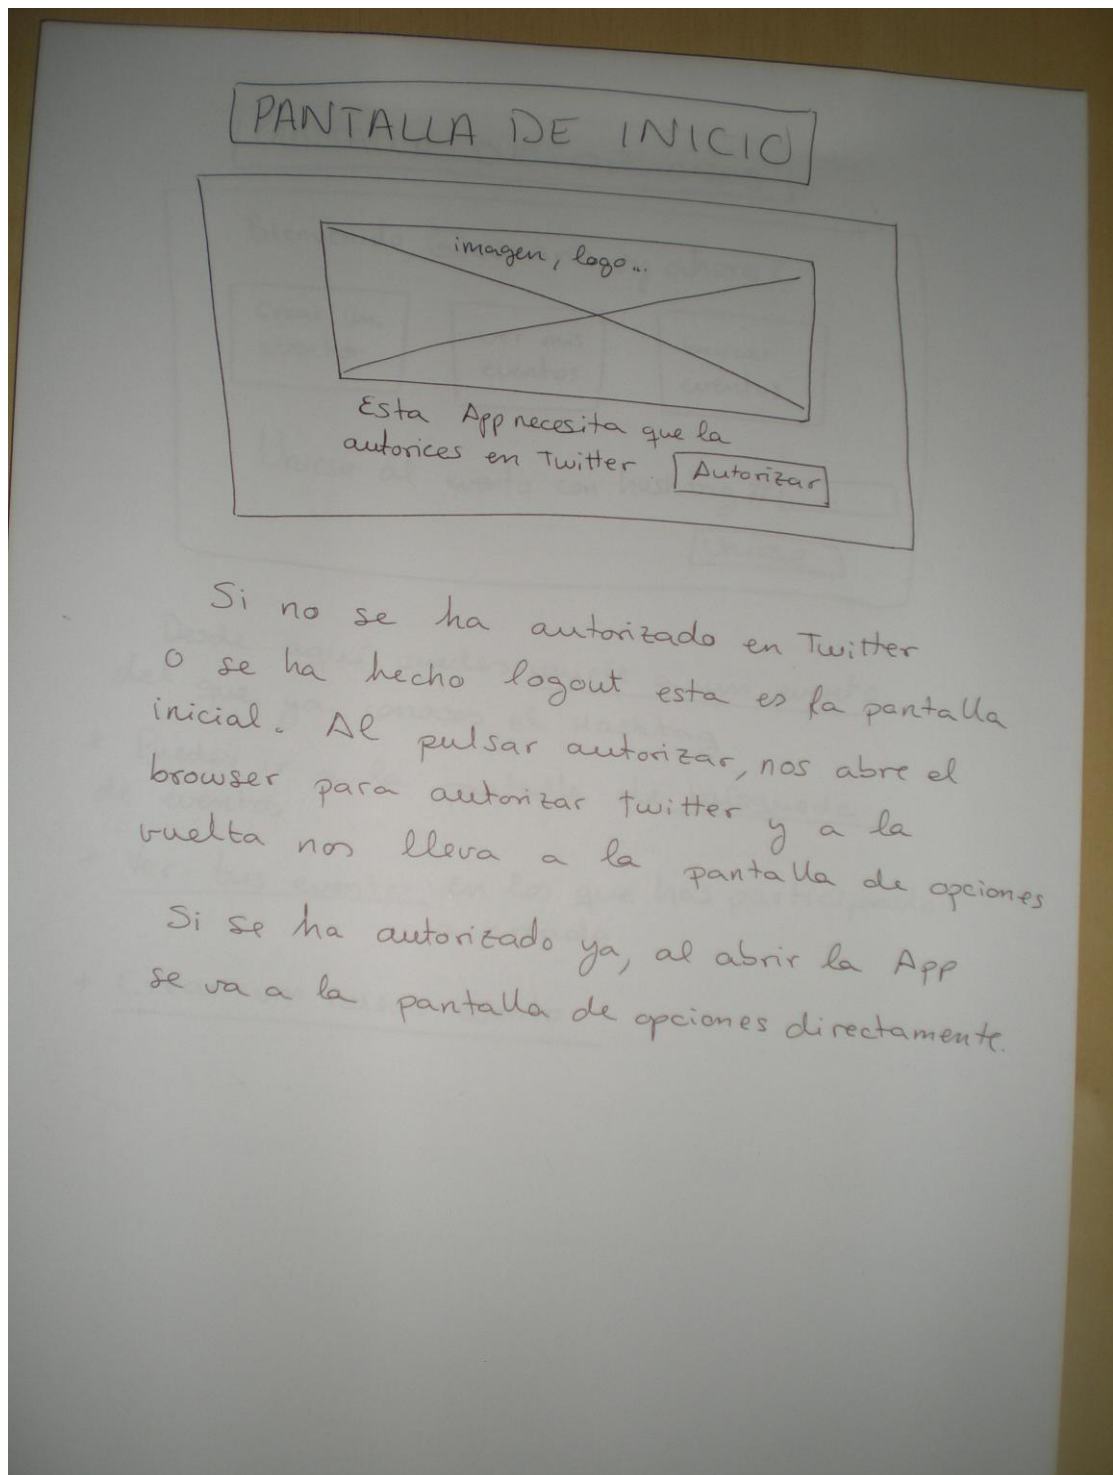 PANTALLA DE INICIO
imagen, logo...
Esta App necesita que la
autorices en Twitter
Autorizar
Si no se ha autorizado en Twitter
O se ha hecho logout esta es la pantalla
inicial. Al pulsar autorizar, nos abre el
browser para autorizar twitter y a la
vuelta nos lleva a la pantalla de opciones
Si se ha autorizado ya, al abrir la App
se va a la pantalla de opciones directamente.